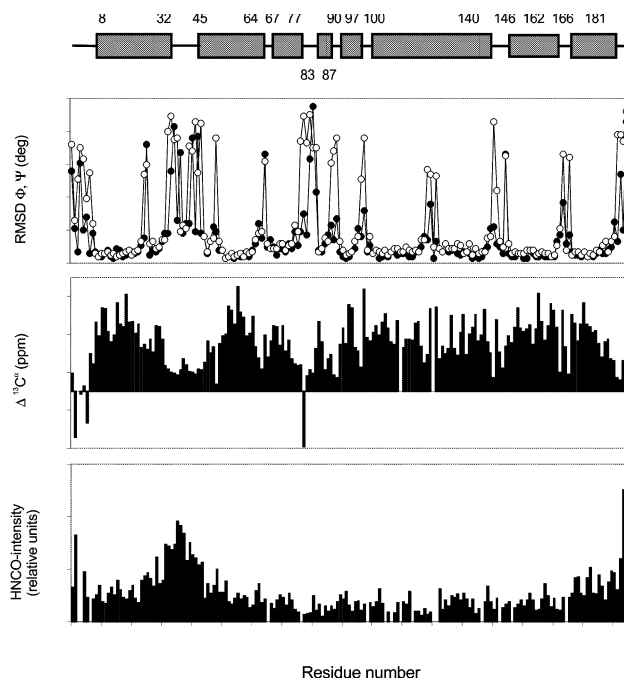 8 32 45 64 67 77 90 97 100 140 146 162 166 181
83 87
RMSD Φ, Ψ (deg)
Δ ¹³Cᵅ (ppm)
HNCO-intensity
(relative units)
Residue number